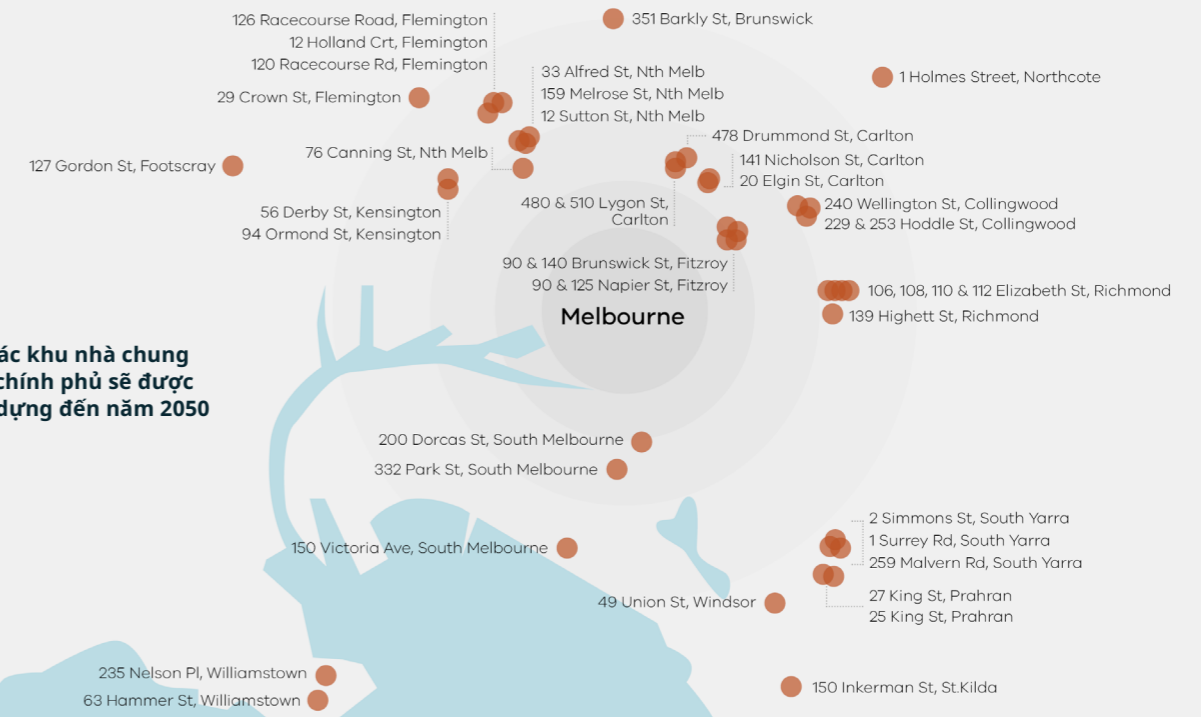 126 Racecourse Road, Flemington
12 Holland Crt, Flemington
120 Racecourse Rd, Flemington
29 Crown St, Flemington
351 Barkly St, Brunswick
1 Holmes Street, Northcote
33 Alfred St, Nth Melb
159 Melrose St, Nth Melb
12 Sutton St, Nth Melb
76 Canning St, Nth Melb
127 Gordon St, Footscray
56 Derby St, Kensington
94 Ormond St, Kensington
478 Drummond St, Carlton
141 Nicholson St, Carlton
20 Elgin St, Carlton
480 & 510 Lygon St,
Carlton
240 Wellington St, Collingwood
229 & 253 Hoddle St, Collingwood
90 & 140 Brunswick St, Fitzroy
90 & 125 Napier St, Fitzroy
106, 108, 110 & 112 Elizabeth St, Richmond
139 Highett St, Richmond
Melbourne
ác khu nhà chung
chính phủ sẽ được
dựng đến năm 2050
200 Dorcas St, South Melbourne
332 Park St, South Melbourne
150 Victoria Ave, South Melbourne
2 Simmons St, South Yarra
1 Surrey Rd, South Yarra
259 Malvern Rd, South Yarra
27 King St, Prahran
25 King St, Prahran
49 Union St, Windsor
235 Nelson Pl, Williamstown
63 Hammer St, Williamstown
150 Inkerman St, St.Kilda